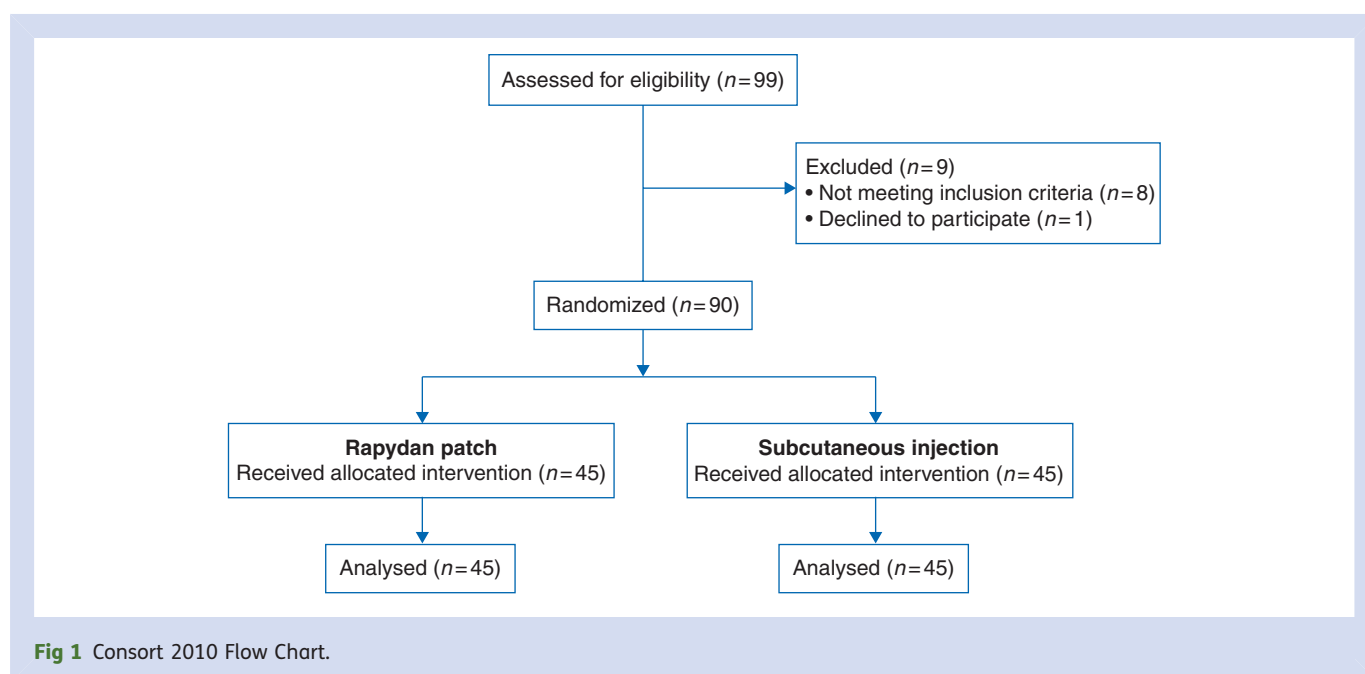 Assessed for eligibility (n=99)
Excluded (n=9)
• Not meeting inclusion criteria (n=8)
• Declined to participate (n=1)
Randomized (n=90)
Rapydan patch
Received allocated intervention (n=45)
Subcutaneous injection
Received allocated intervention (n=45)
Analysed (n=45)
Analysed (n=45)
Fig 1 Consort 2010 Flow Chart.